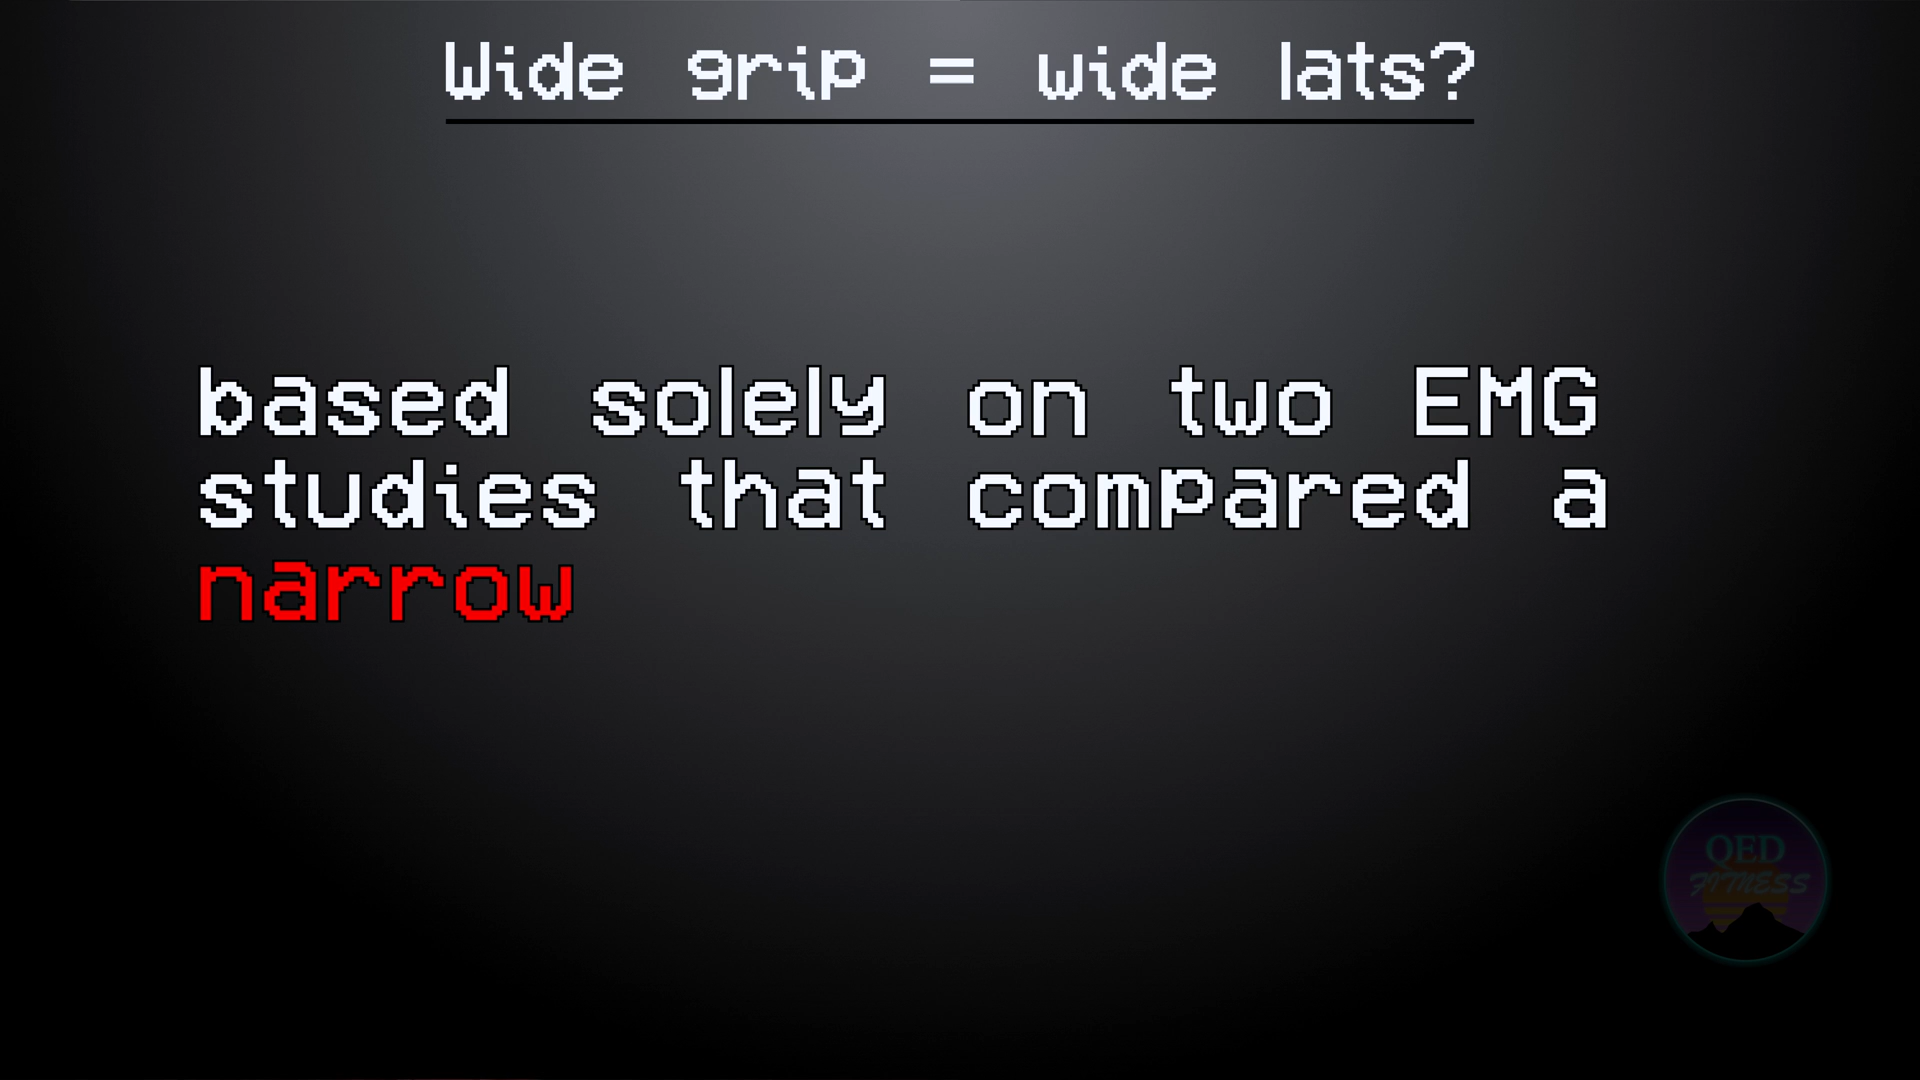 Wide grip = wide lats?
based solely on two EMG
studies that compared a
narrow
QED
FITNESS